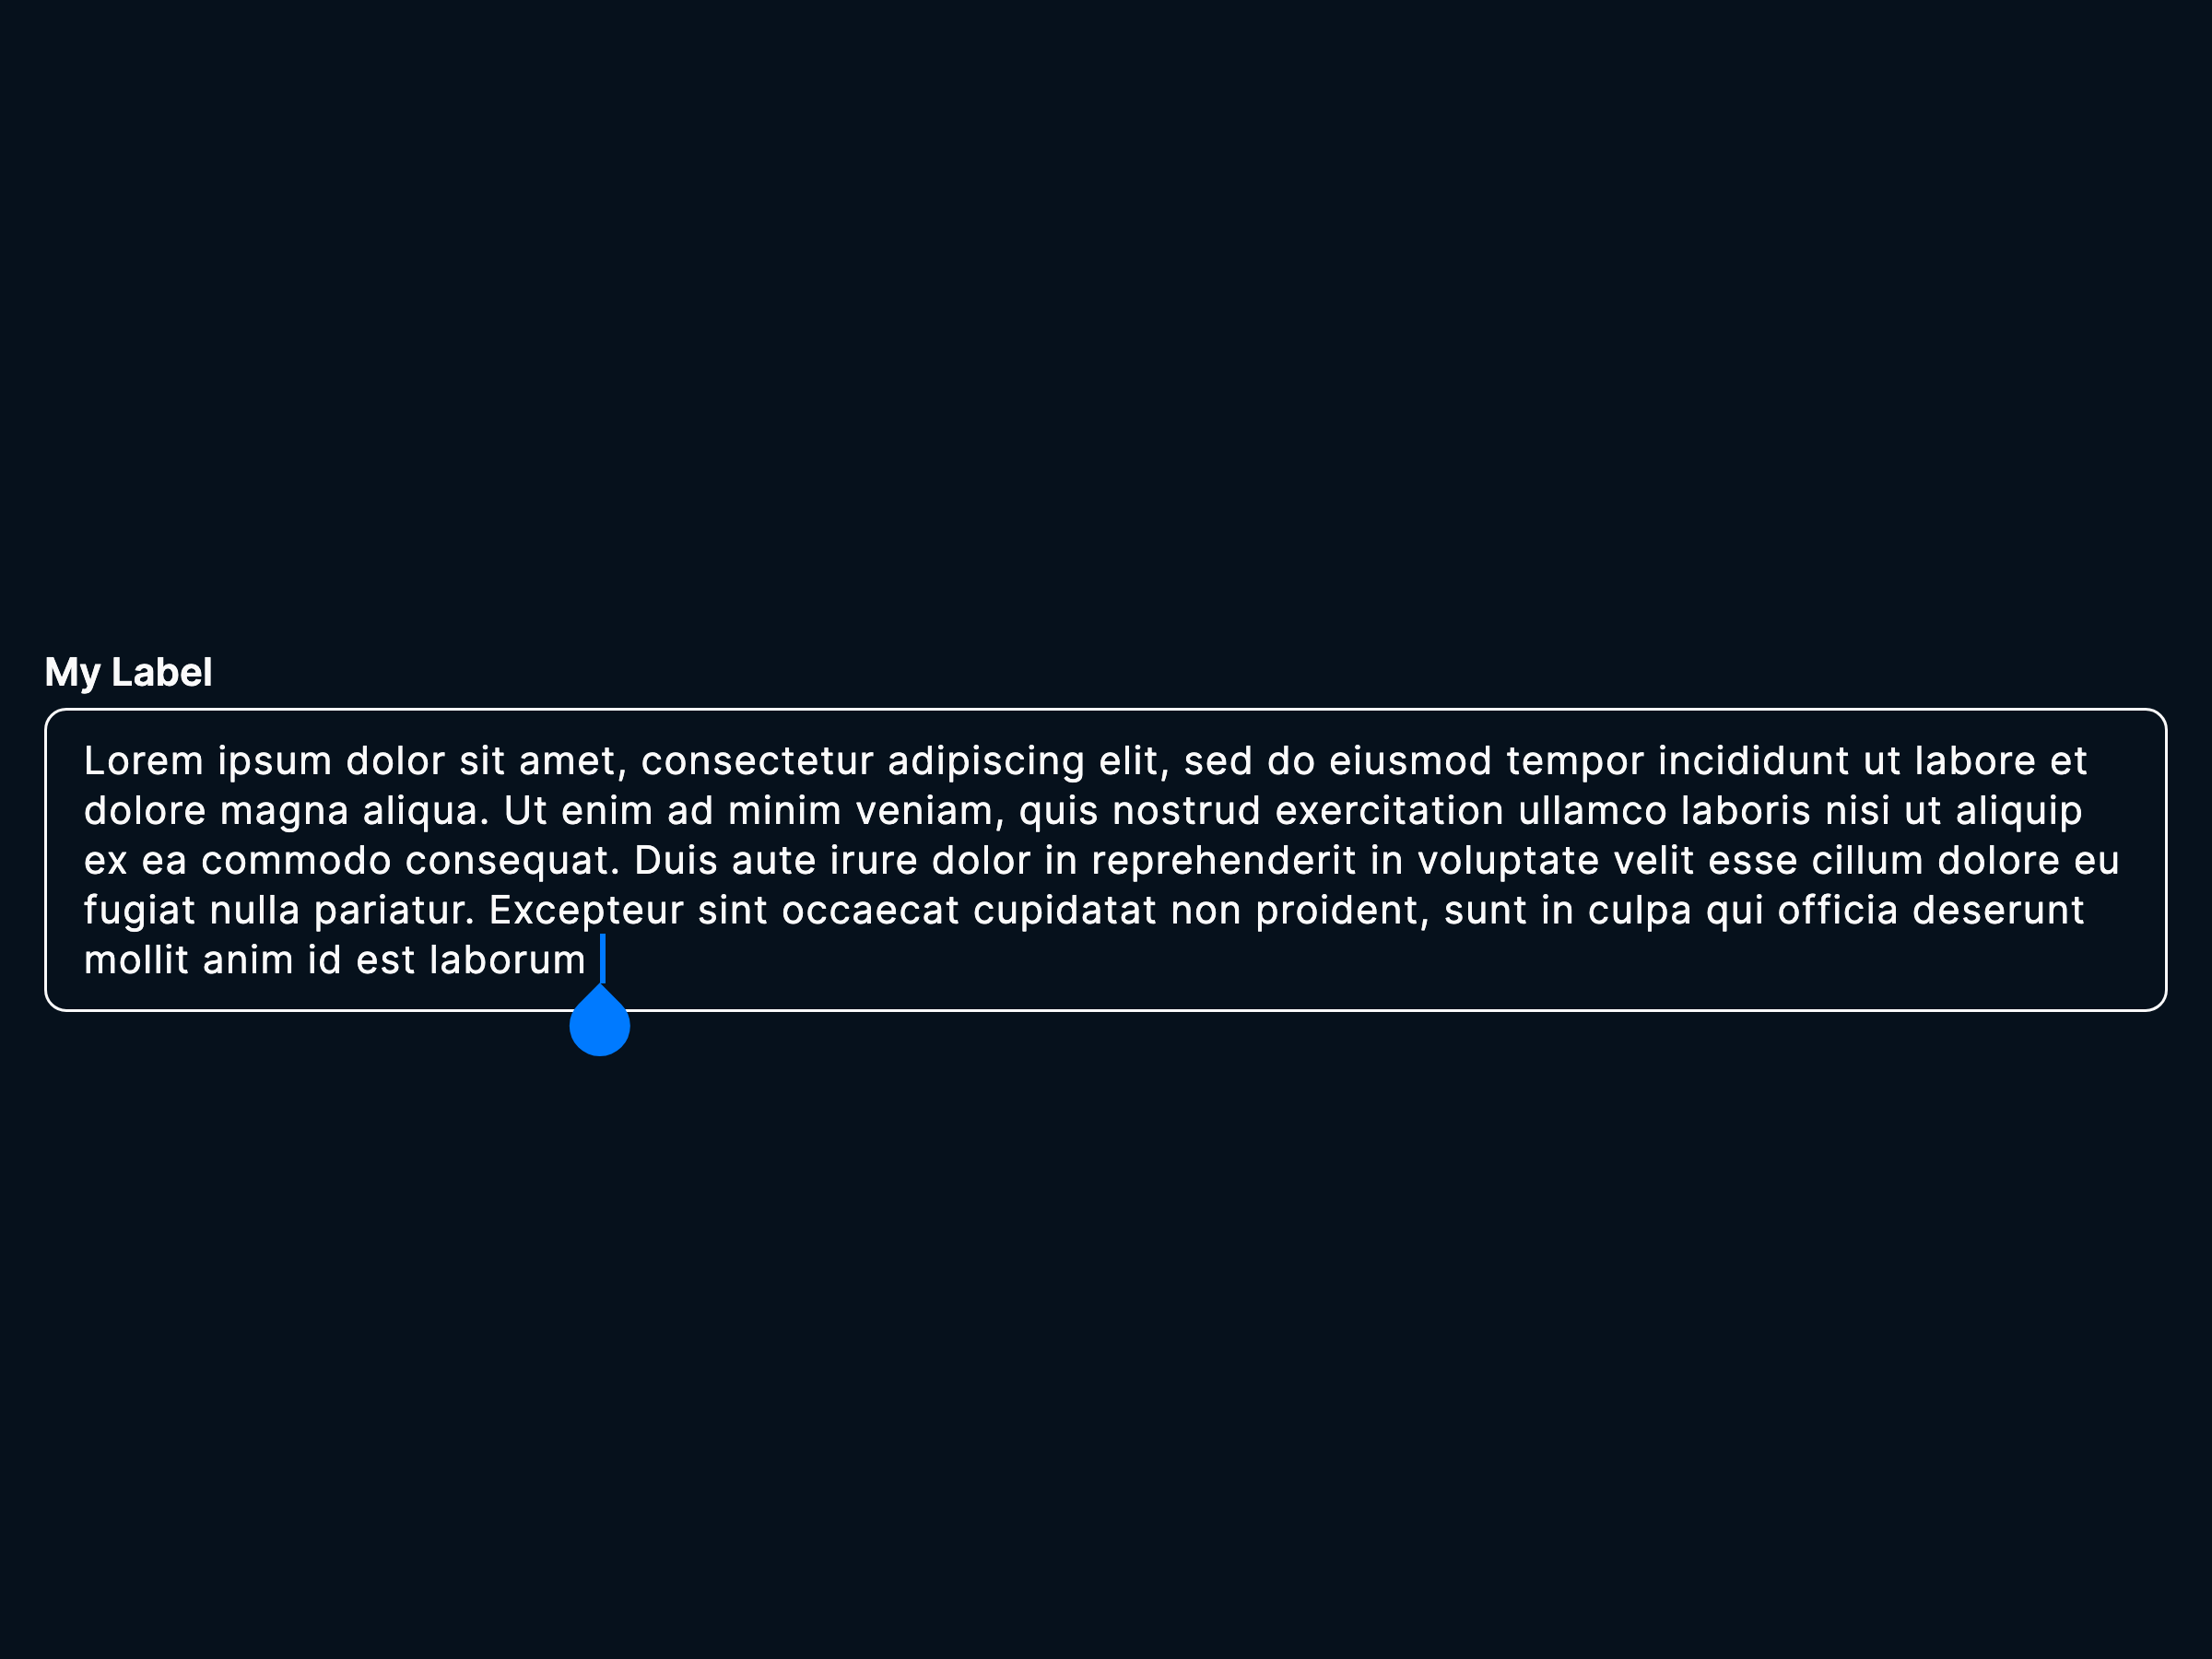 My Label
Lorem ipsum dolor sit amet, consectetur adipiscing elit, sed do eiusmod tempor incididunt ut labore et
dolore magna aliqua. Ut enim ad minim veniam, quis nostrud exercitation ullamco laboris nisi ut aliquip
ex ea commodo consequat. Duis aute irure dolor in reprehenderit in voluptate velit esse cillum dolore eu
fugiat nulla pariatur. Excepteur sint occaecat cupidatat non proident, sunt in culpa qui officia deserunt
mollit anim id est laborum